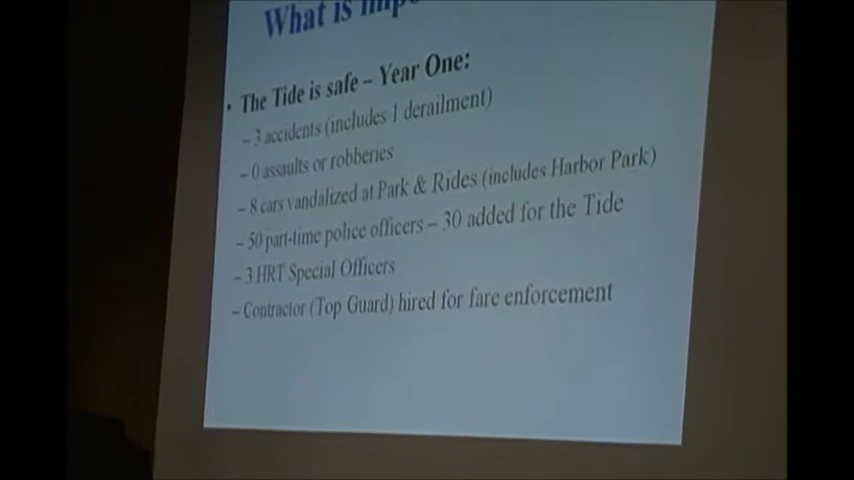 What is
• The Tide is safe – Year One:
– 3 accidents (includes 1 derailment)
– 0 assaults or robberies
– 8 cars vandalized at Park & Rides (includes Harbor Park)
– 50 part-time police officers – 30 added for the Tide
– 3 HRT Special Officers
– Contractor (Top Guard) hired for fare enforcement